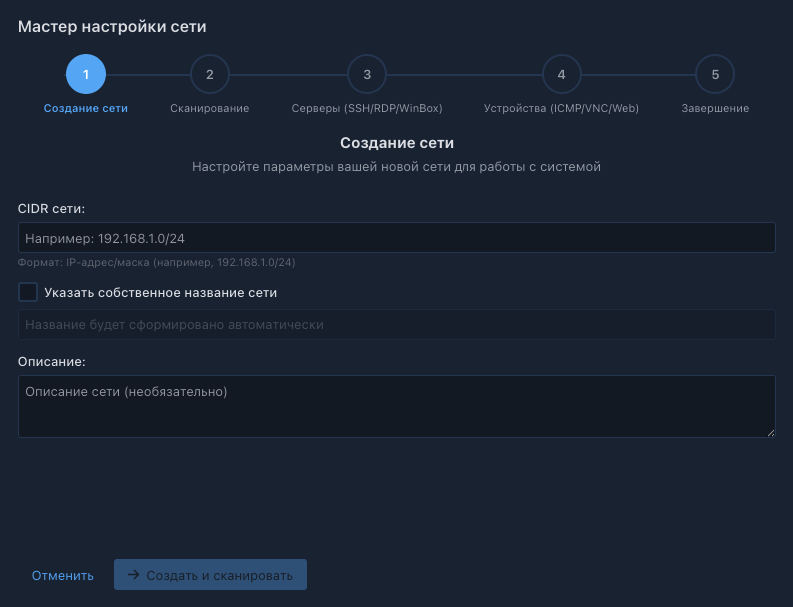 Мастер настройки сети
1 2 3 4 5
Создание сети Сканирование Серверы (SSH/RDP/WinBox) Устройства (ICMP/VNC/Web) Завершение
Создание сети
Настройте параметры вашей новой сети для работы с системой
CIDR сети:
Например: 192.168.1.0/24
Формат: IP-адрес/маска (например, 192.168.1.0/24)
Указать собственное название сети
Название будет сформировано автоматически
Описание:
Описание сети (необязательно)
Отменить → Создать и сканировать